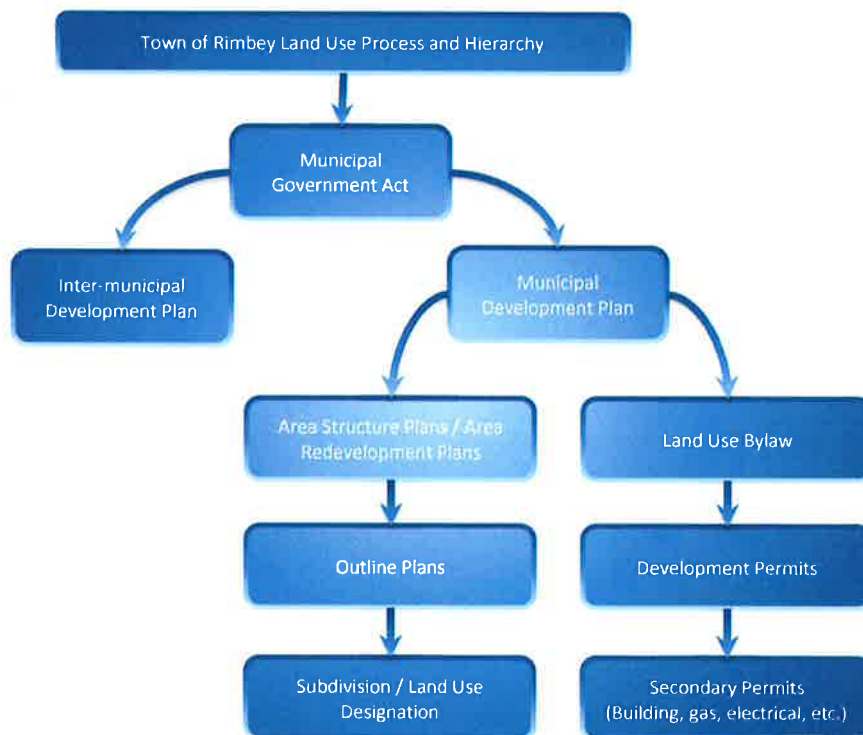 Town of Rimbey Land Use Process and Hierarchy
Municipal
Government Act
Inter-municipal
Development Plan
Municipal
Development Plan
Area Structure Plans / Area
Redevelopment Plans
Land Use Bylaw
Outline Plans
Development Permits
Subdivision / Land Use
Designation
Secondary Permits
(Building, gas, electrical, etc.)